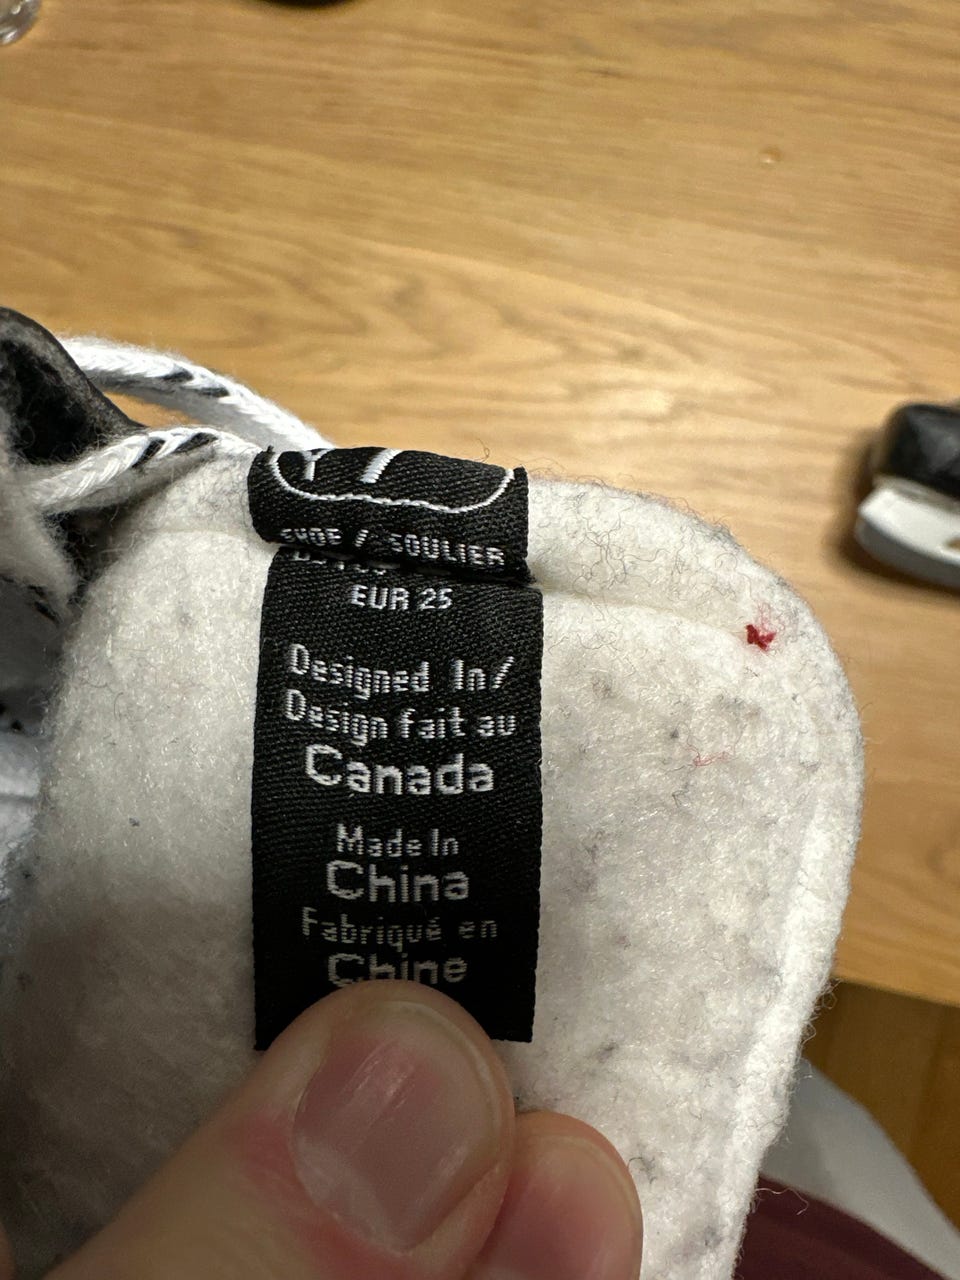 SHOE / SOULIER
EUR 25
Designed In/
Design fait au
Canada
Made In
China
Fabriqué en
Chine